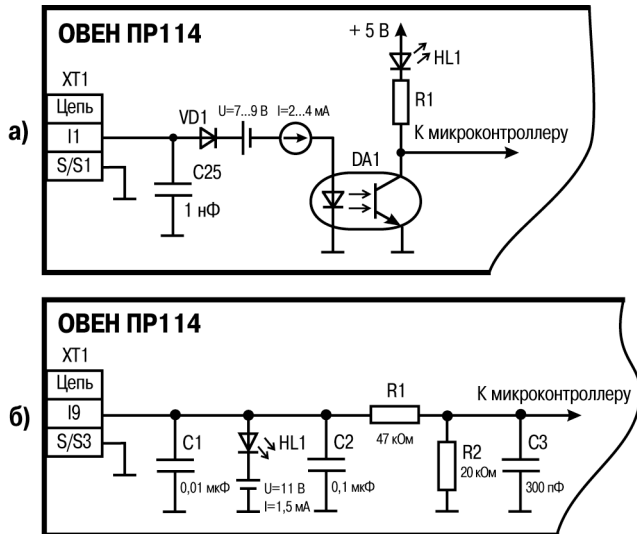 ОВЕН ПР114
XT1
Цепь
I1
S/S1
а)
VD1
U=7...9 В
I=2...4 мА
C25
1 нФ
+ 5 В
HL1
R1
К микроконтроллеру
DA1
ОВЕН ПР114
XT1
Цепь
I9
S/S3
б)
C1
0,01 мкФ
HL1
U=11 В
I=1,5 мА
C2
0,1 мкФ
R1
47 кОм
К микроконтроллеру
R2
20 кОм
C3
300 пФ